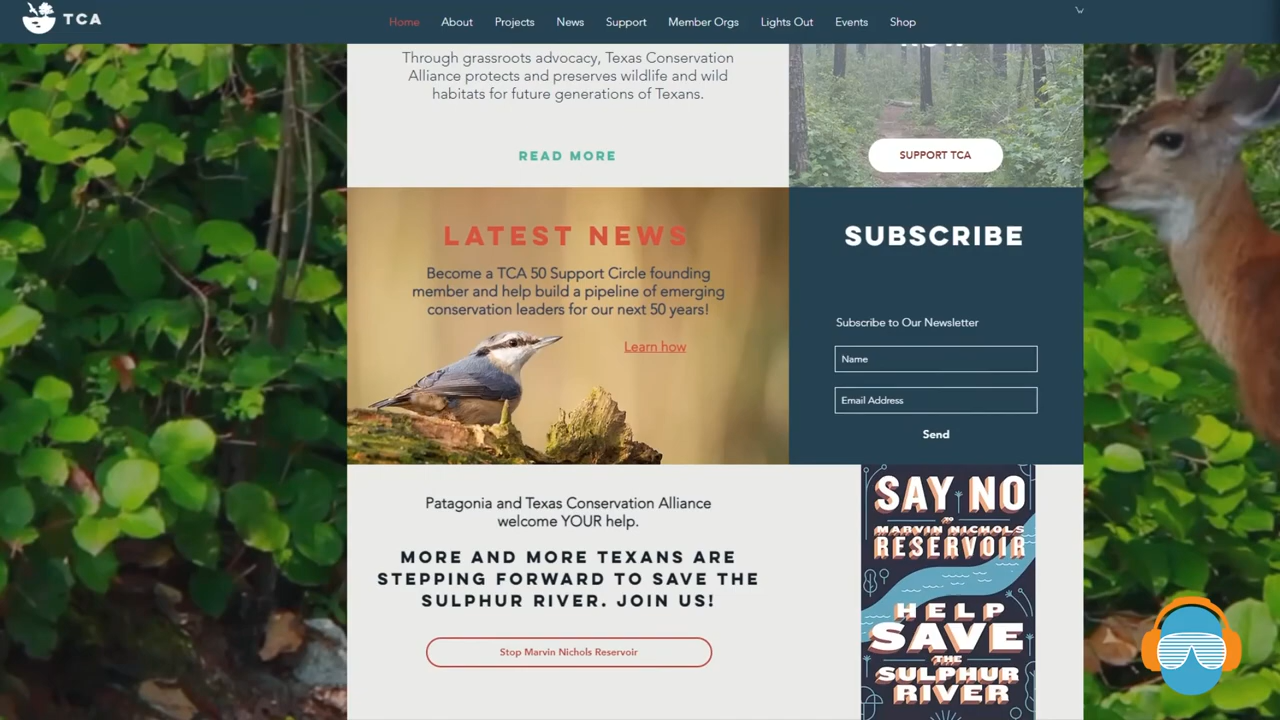 TCA
Home
About
Projects
News
Support
Member Orgs
Lights Out
Events
Shop
Through grassroots advocacy, Texas Conservation
Alliance protects and preserves wildlife and wild
habitats for future generations of Texans.
READ MORE
SUPPORT TCA
LATEST NEWS
Become a TCA 50 Support Circle founding
member and help build a pipeline of emerging
conservation leaders for our next 50 years!
Learn how
SUBSCRIBE
Subscribe to Our Newsletter
Name
Email Address
Send
Patagonia and Texas Conservation Alliance
welcome YOUR help.
MORE AND MORE TEXANS ARE
STEPPING FORWARD TO SAVE THE
SULPHUR RIVER. JOIN US!
Stop Marvin Nichols Reservoir
SAY NO
TO
MARVIN NICHOLS
RESERVOIR
HELP
SAVE
THE
SULPHUR
RIVER